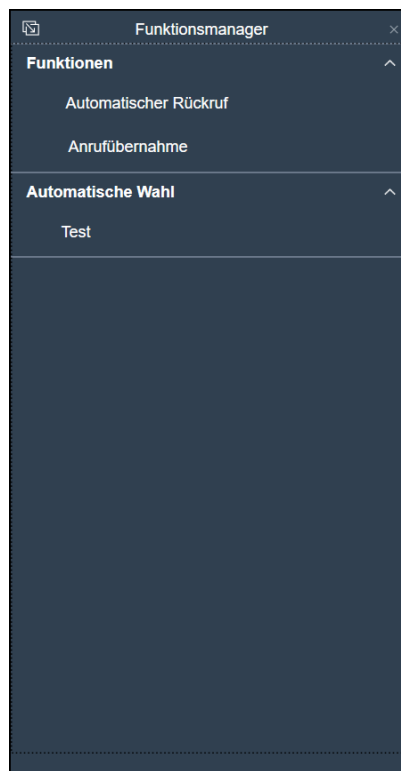 Funktionsmanager
Funktionen
Automatischer Rückruf
Anrufübernahme
Automatische Wahl
Test